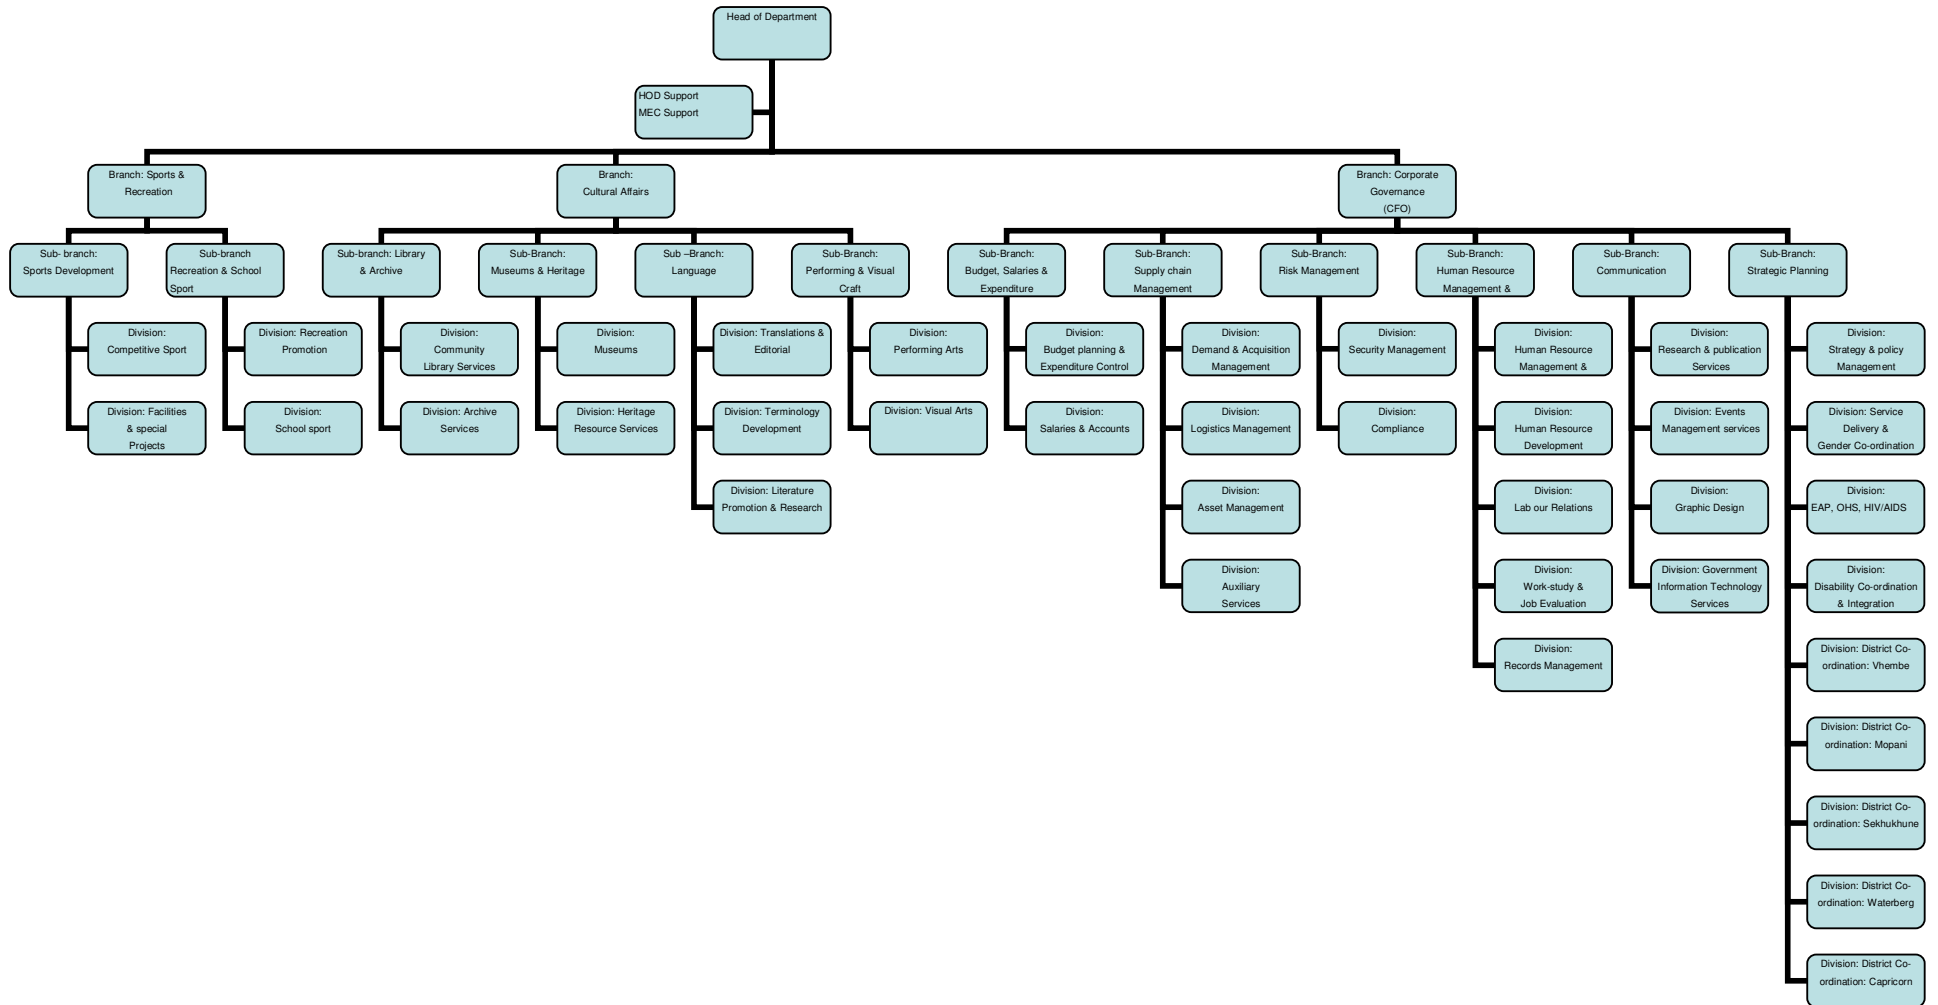 Head of Department
HOD Support
MEC Support
Branch: Sports &
Recreation
Branch:
Cultural Affairs
Branch: Corporate
Governance
(CFO)
Sub- branch:
Sports Development
Sub-branch
Recreation & School
Sport
Sub-branch: Library
& Archive
Sub-Branch:
Museums & Heritage
Sub –Branch:
Language
Sub-Branch:
Performing & Visual
Craft
Sub-Branch:
Budget, Salaries &
Expenditure
Sub-Branch:
Supply chain
Management
Sub-Branch:
Risk Management
Sub-Branch:
Human Resource
Management &
Sub-Branch:
Communication
Sub-Branch:
Strategic Planning
Division:
Competitive Sport
Division: Recreation
Promotion
Division:
Community
Library Services
Division:
Museums
Division: Translations &
Editorial
Division:
Performing Arts
Division:
Budget planning &
Expenditure Control
Division:
Demand & Acquisition
Management
Division:
Security Management
Division:
Human Resource
Management &
Division:
Research & publication
Services
Division:
Strategy & policy
Management
Division: Facilities
& special
Projects
Division:
School sport
Division: Archive
Services
Division: Heritage
Resource Services
Division: Terminology
Development
Division: Visual Arts
Division:
Salaries & Accounts
Division:
Logistics Management
Division:
Compliance
Division:
Human Resource
Development
Division: Events
Management services
Division: Service
Delivery &
Gender Co-ordination
Division: Literature
Promotion & Research
Division:
Asset Management
Division:
Lab our Relations
Division:
Graphic Design
Division:
EAP, OHS, HIV/AIDS
Division:
Auxiliary
Services
Division:
Work-study &
Job Evaluation
Division: Government
Information Technology
Services
Division:
Disability Co-ordination
& Integration
Division:
Records Management
Division: District Co-
ordination: Vhembe
Division: District Co-
ordination: Mopani
Division: District Co-
ordination: Sekhukhune
Division: District Co-
ordination: Waterberg
Division: District Co-
ordination: Capricorn